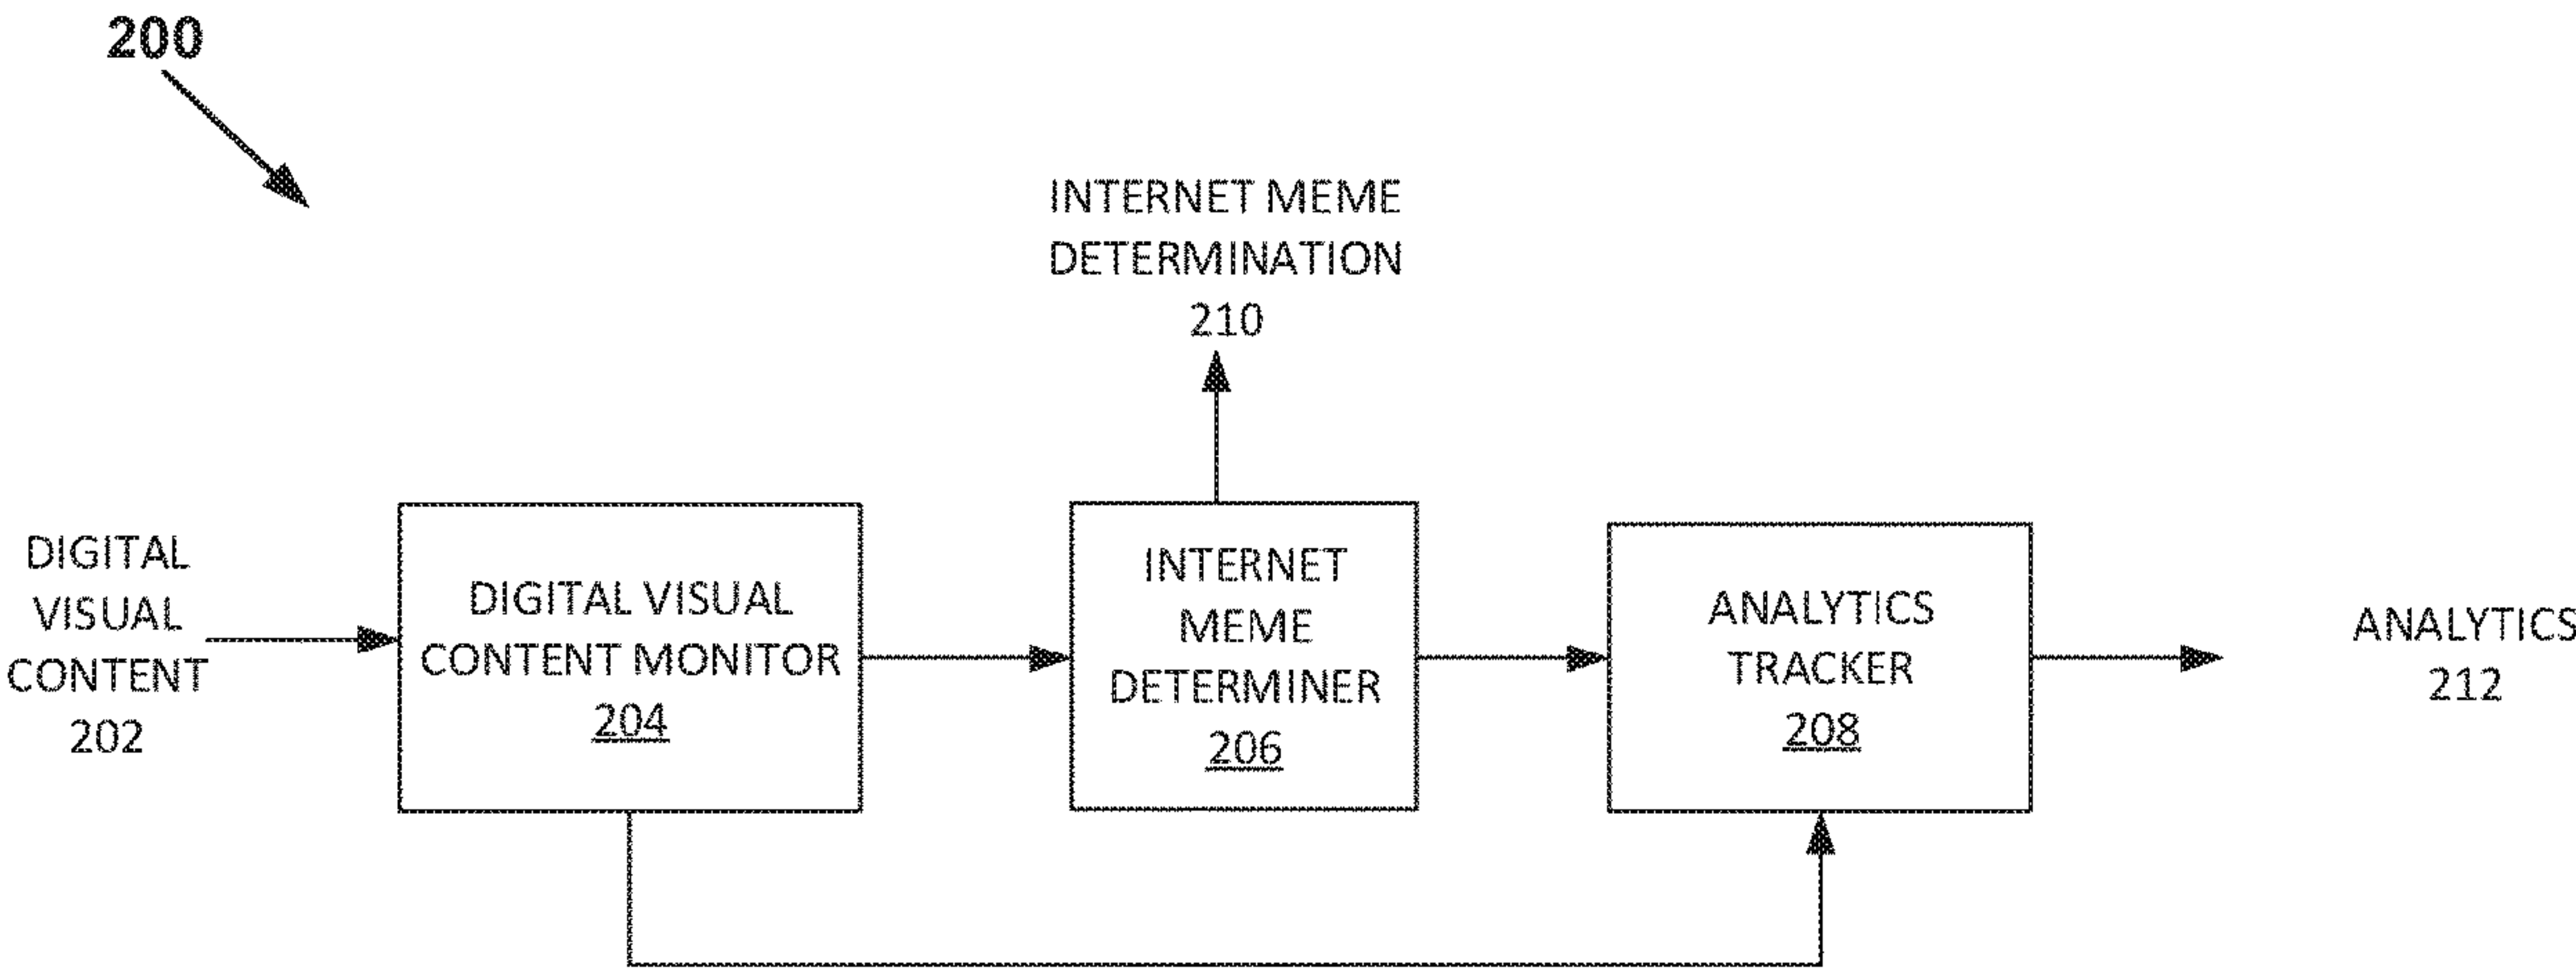 200
INTERNET MEME
DETERMINATION
210
DIGITAL
VISUAL
CONTENT
202
DIGITAL VISUAL
CONTENT MONITOR
204
INTERNET
MEME
DETERMINER
206
ANALYTICS
TRACKER
208
ANALYTICS
212